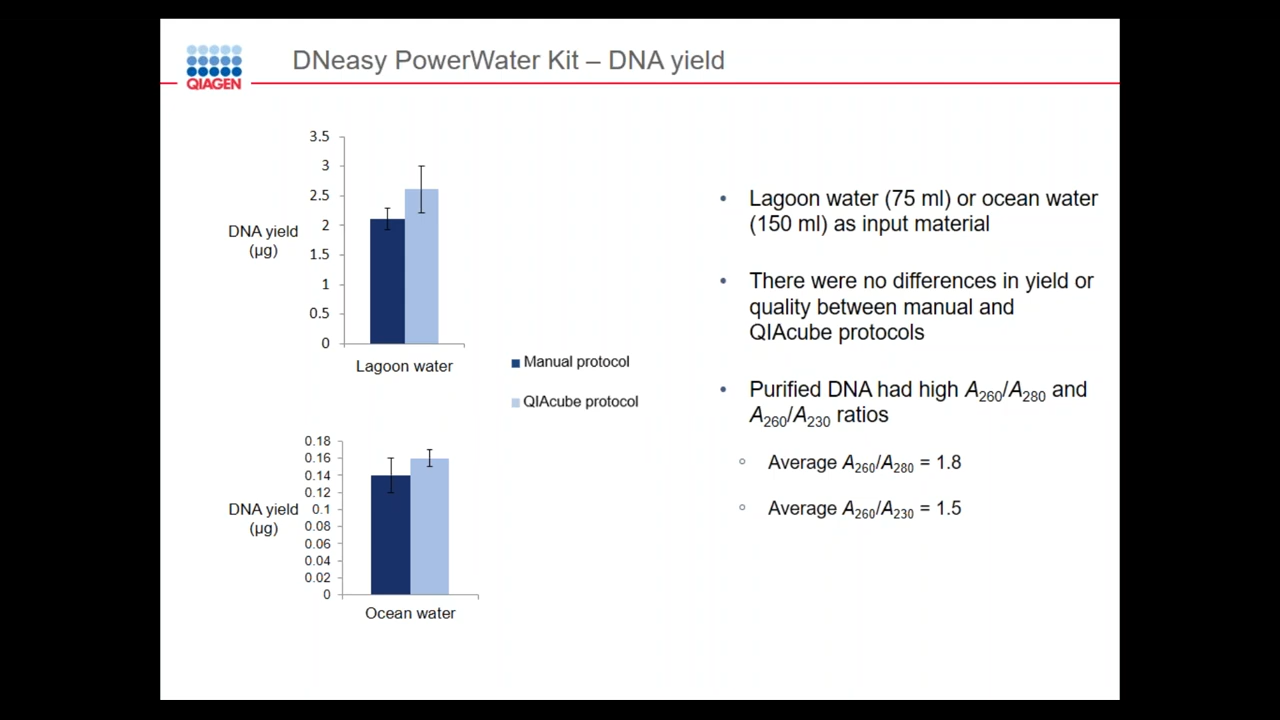 QIAGEN
DNeasy PowerWater Kit – DNA yield
3.5
3
2.5
2
1.5
1
0.5
0
DNA yield
(µg)
Lagoon water
Manual protocol
QIAcube protocol
0.18
0.16
0.14
0.12
0.1
0.08
0.06
0.04
0.02
0
DNA yield
(µg)
Ocean water
• Lagoon water (75 ml) or ocean water
(150 ml) as input material
• There were no differences in yield or
quality between manual and
QIAcube protocols
• Purified DNA had high A260/A280 and
A260/A230 ratios
○ Average A260/A280 = 1.8
○ Average A260/A230 = 1.5